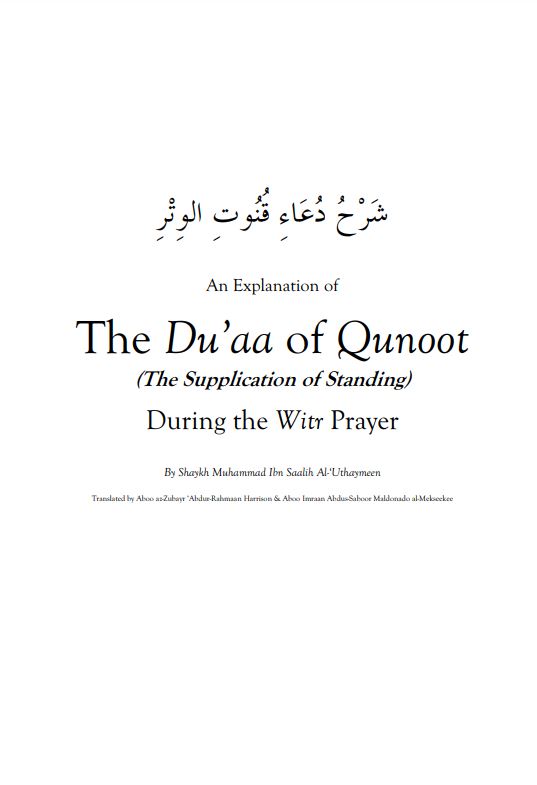 شَرْحُ دُعَاءِ قُنُوتِ الوِتْرِ
An Explanation of
The Du'aa of Qunoot
(The Supplication of Standing)
During the Witr Prayer
By Shaykh Muhammad Ibn Saalih Al-'Uthaymeen
Translated by Aboo az-Zubayr 'Abdur-Rahmaan Harrison & Aboo Imraan Abdus-Saboor Maldonado al-Mekseekee